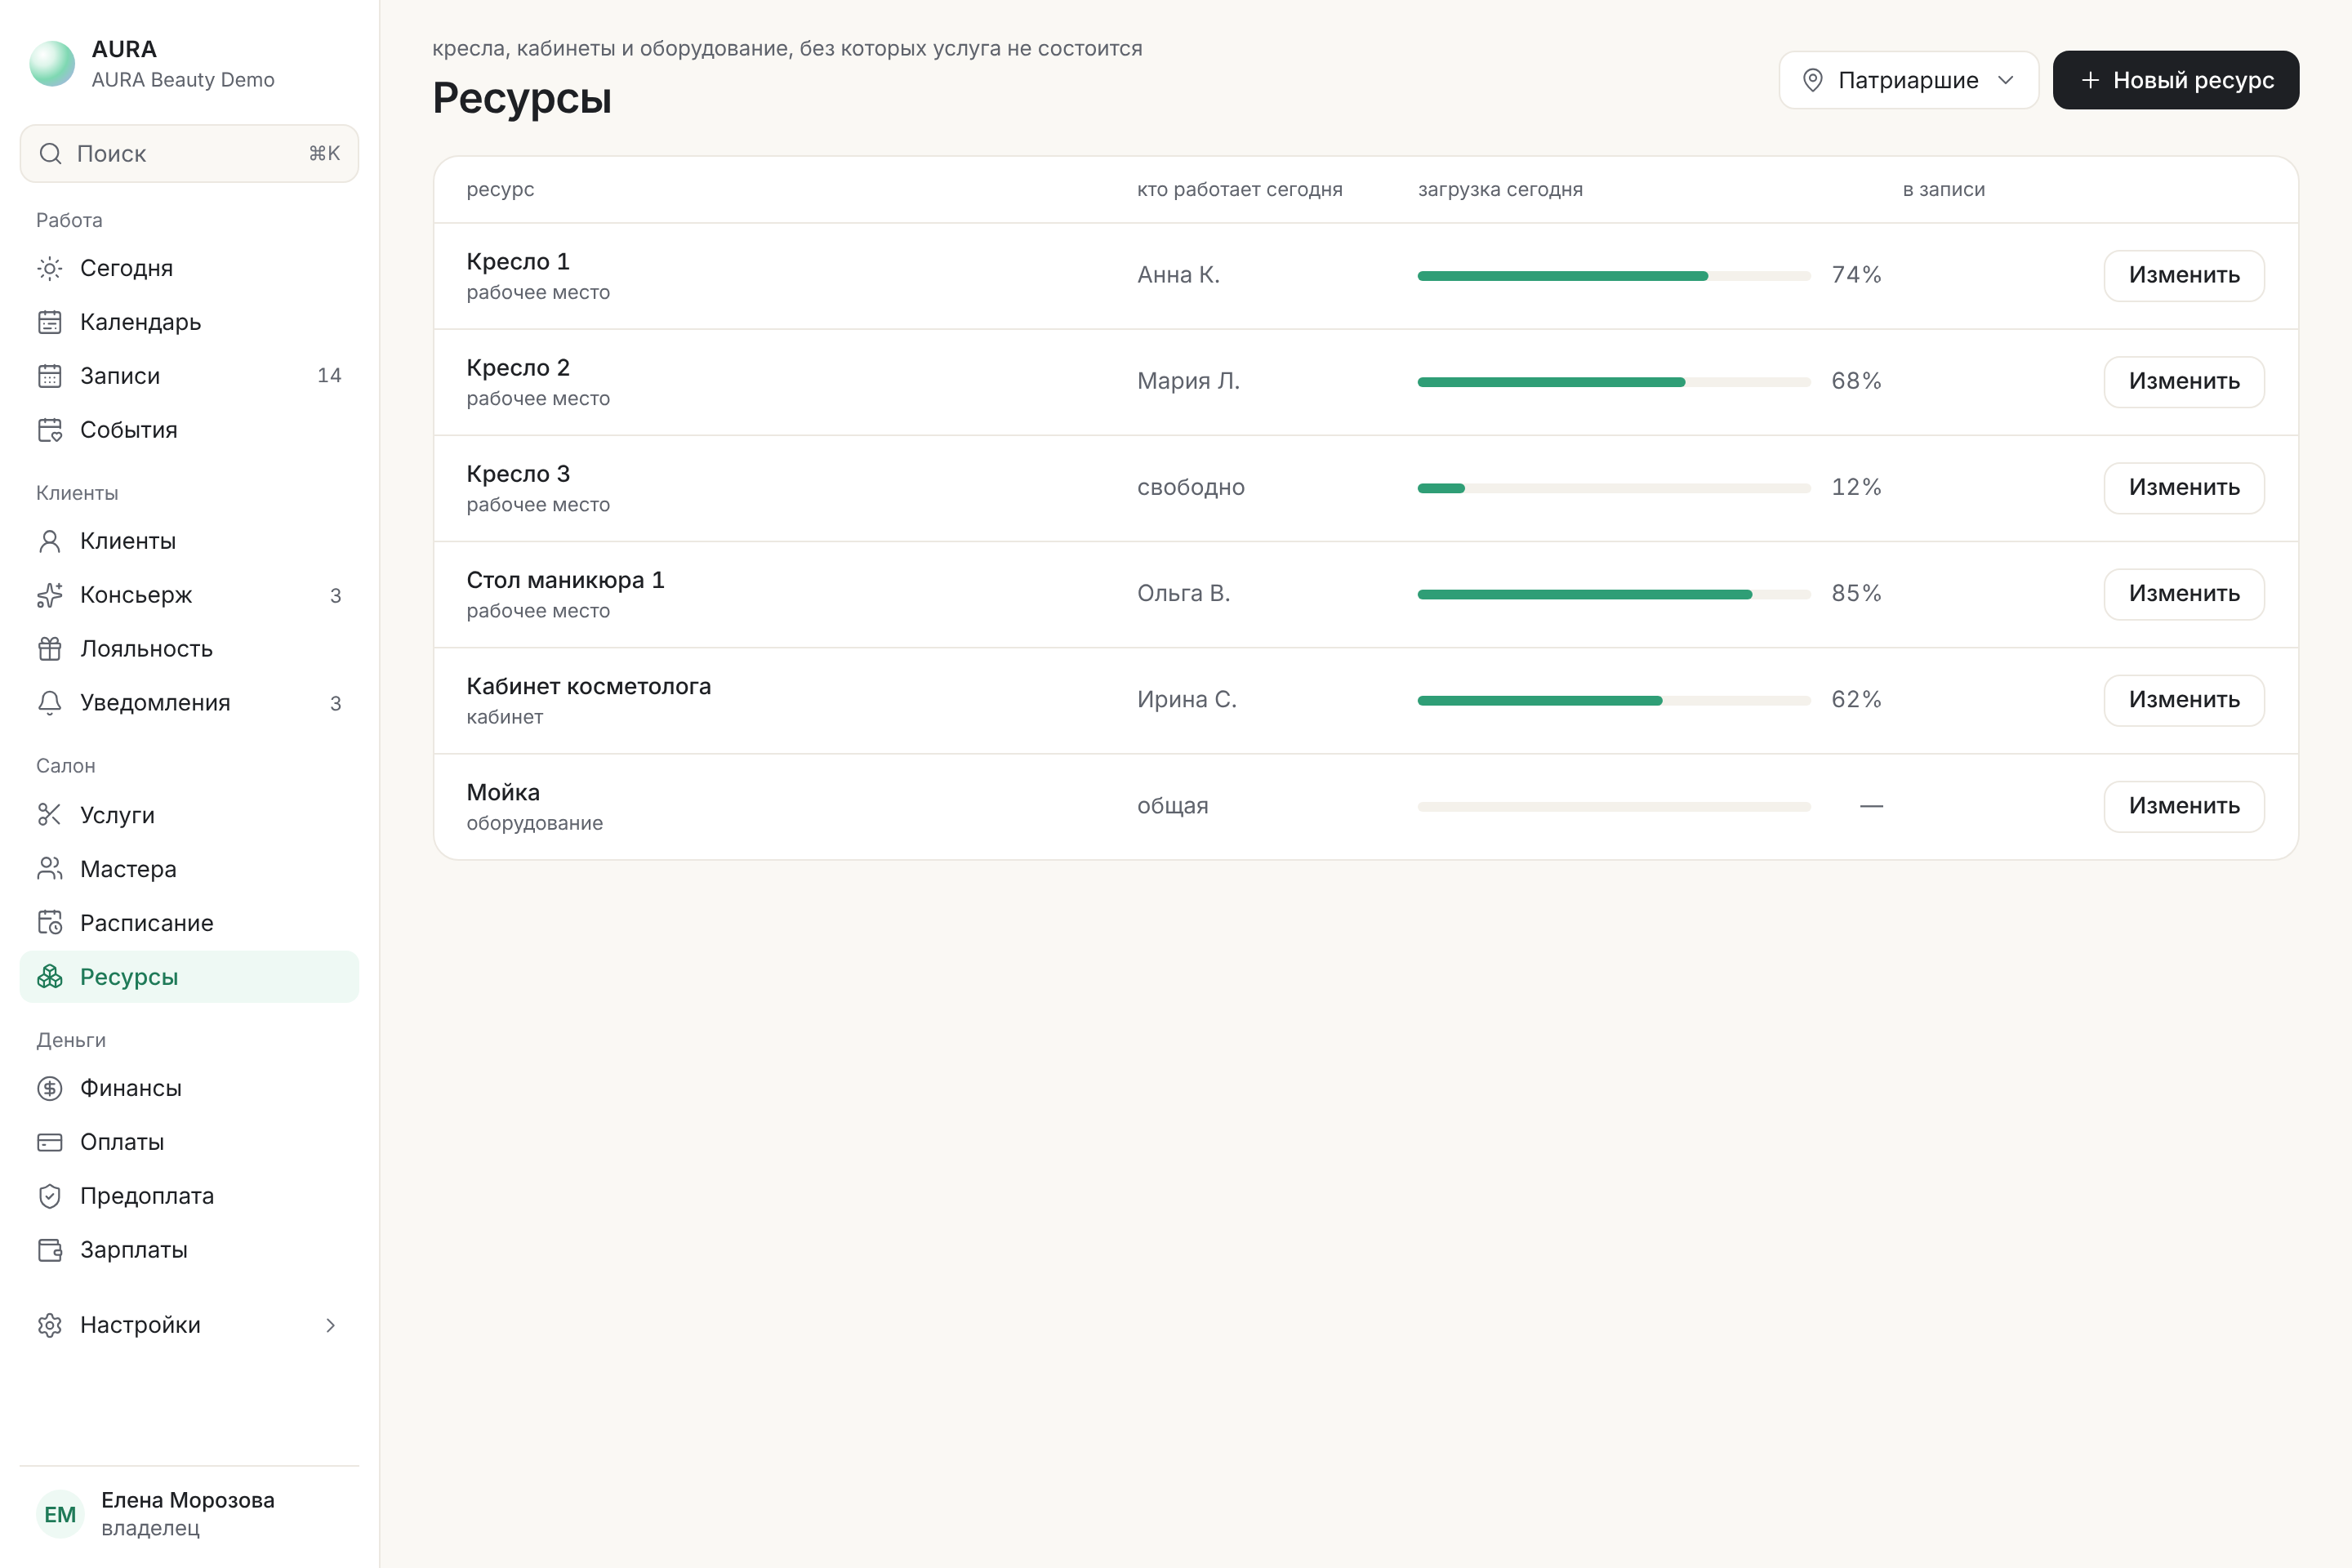 AURA
AURA Beauty Demo
Поиск
⌘K
Работа
Сегодня
Календарь
Записи
14
События
Клиенты
Клиенты
Консьерж
3
Лояльность
Уведомления
3
Салон
Услуги
Мастера
Расписание
Ресурсы
Деньги
Финансы
Оплаты
Предоплата
Зарплаты
Настройки
ЕМ
Елена Морозова
владелец
кресла, кабинеты и оборудование, без которых услуга не состоится
Ресурсы
Патриаршие
+ Новый ресурс
ресурс кто работает сегодня загрузка сегодня в записи
Кресло 1
рабочее место
Анна К.
74%
Изменить
Кресло 2
рабочее место
Мария Л.
68%
Изменить
Кресло 3
рабочее место
свободно
12%
Изменить
Стол маникюра 1
рабочее место
Ольга В.
85%
Изменить
Кабинет косметолога
кабинет
Ирина С.
62%
Изменить
Мойка
оборудование
общая
—
Изменить